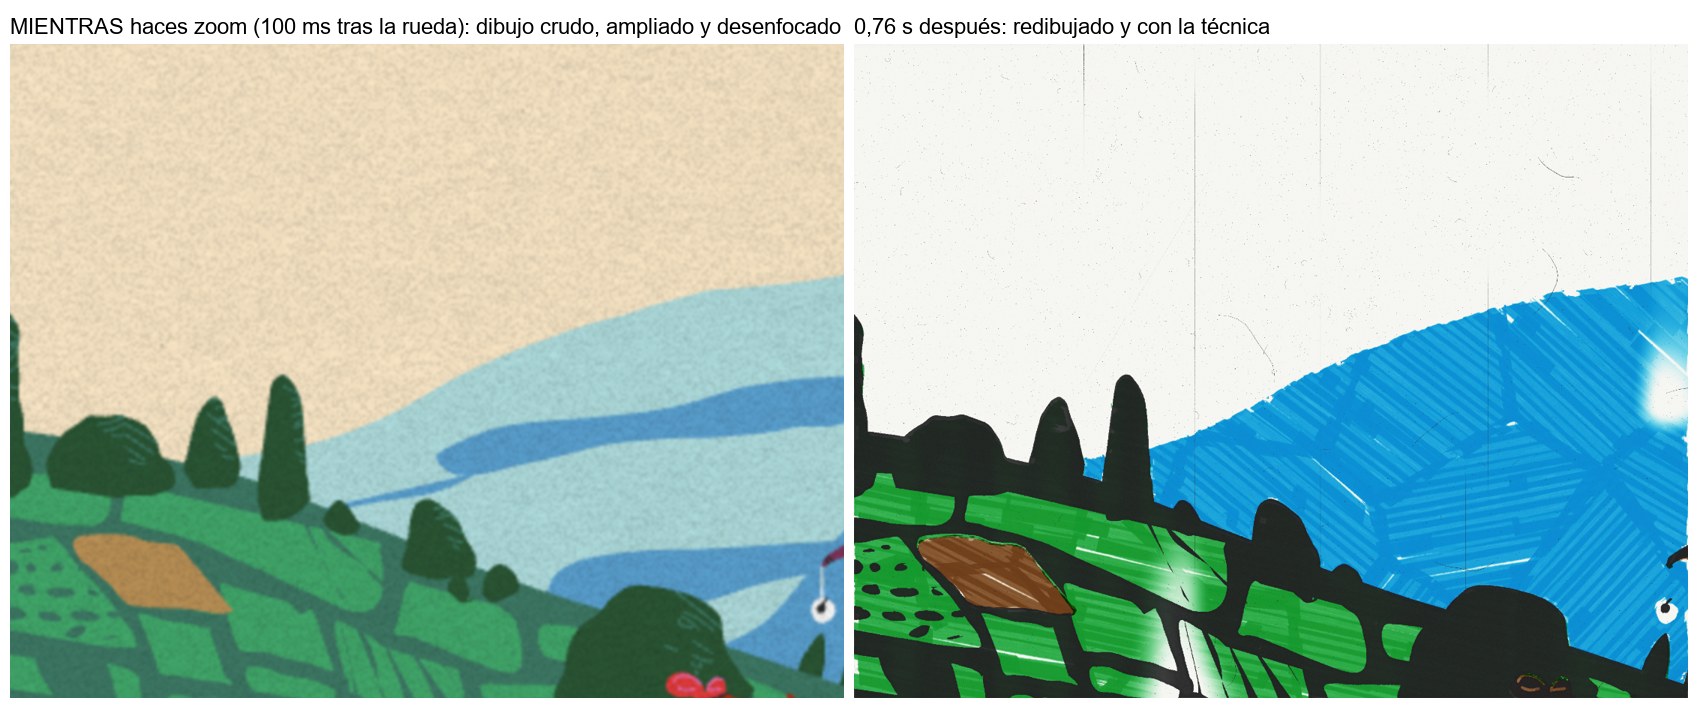 MIENTRAS haces zoom (100 ms tras la rueda): dibujo crudo, ampliado y desenfocado
0,76 s después: redibujado y con la técnica